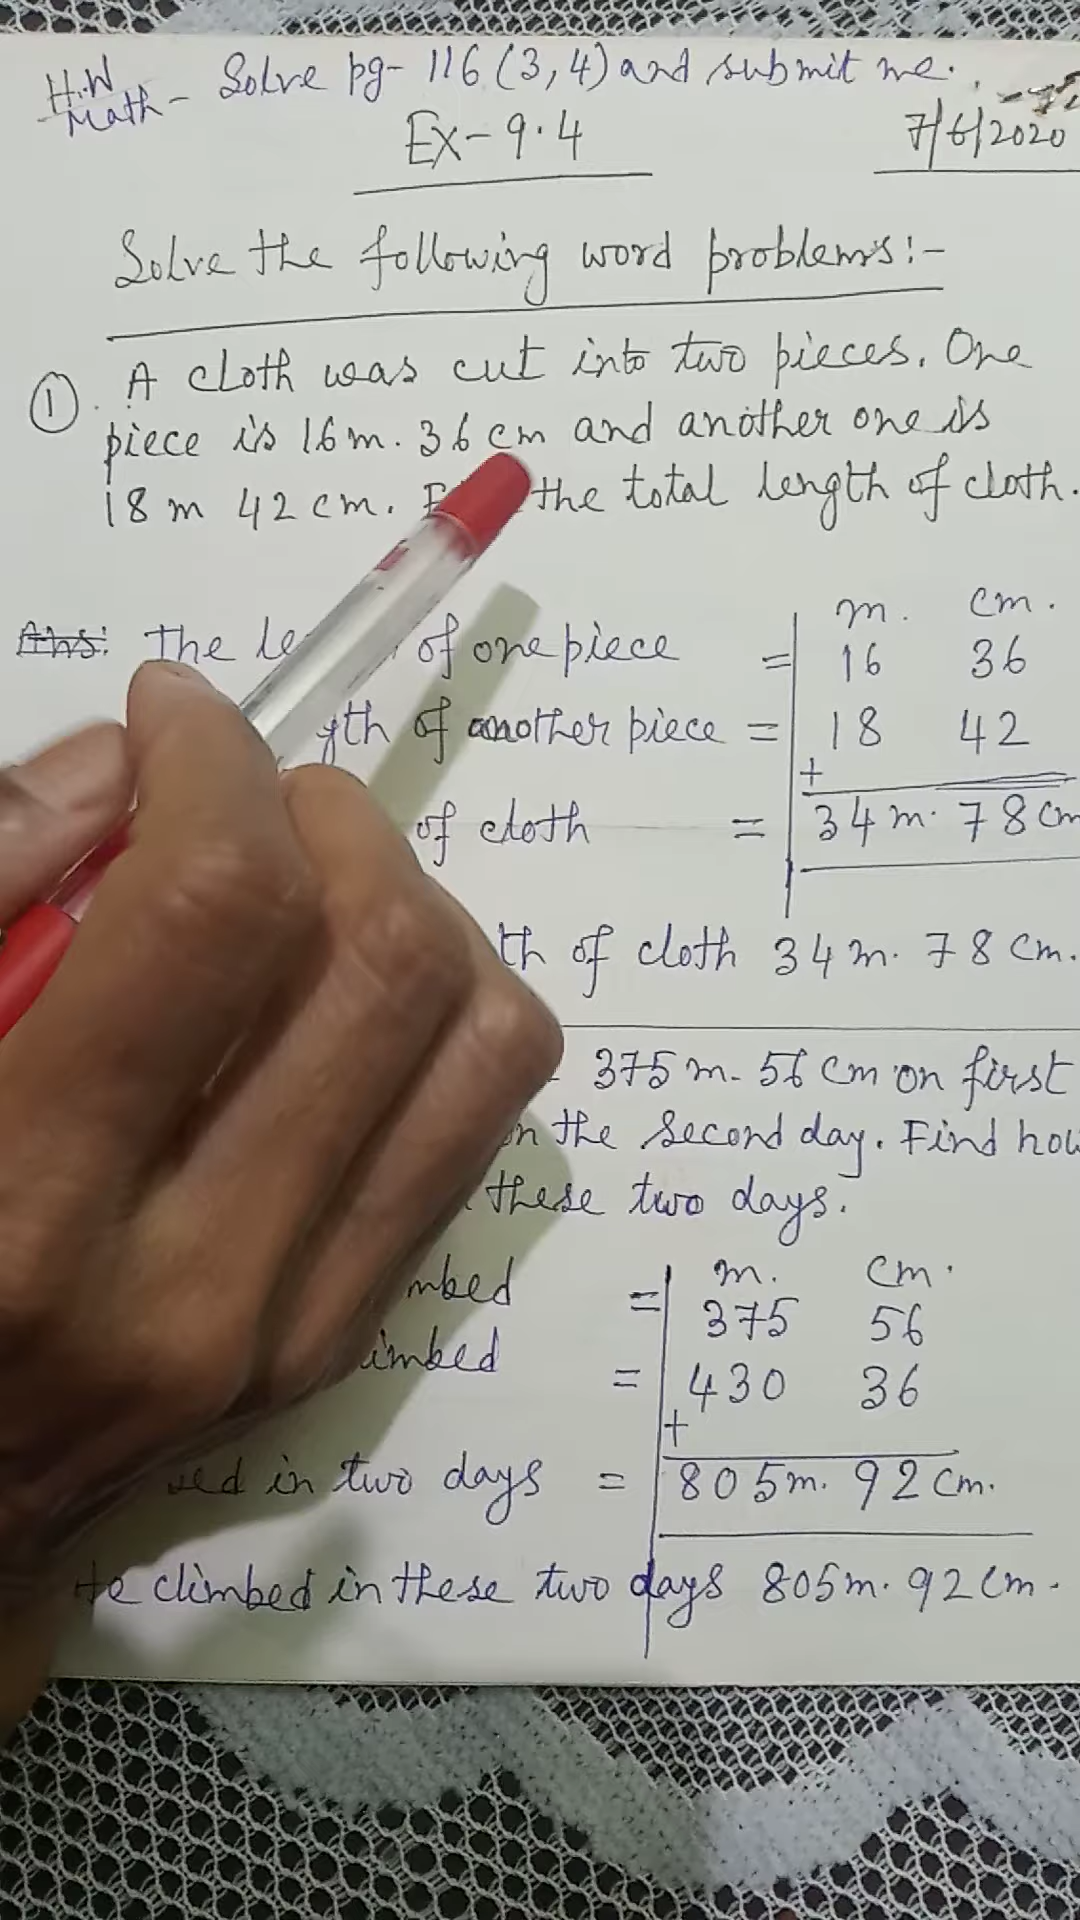 H.W Math - Solve pg- 116 (3,4) and submit me.
Ex- 9.4
7/6/2020
Solve the following word problems:-
① A cloth was cut into two pieces. One
piece is 16m. 36 cm and another one is
18 m 42 cm. the total length of cloth.
m. cm.
Ans: The of one piece = 16 36
of another piece = 18 42
+
of cloth = 34 m. 78 cm
of cloth 34 m. 78 cm.
375 m. 56 cm on first
the second day. Find how
these two days.
m. cm.
= 375 56
= 430 36
+
in two days = 805m. 92 cm.
He climbed in these two days 805m. 92 cm.